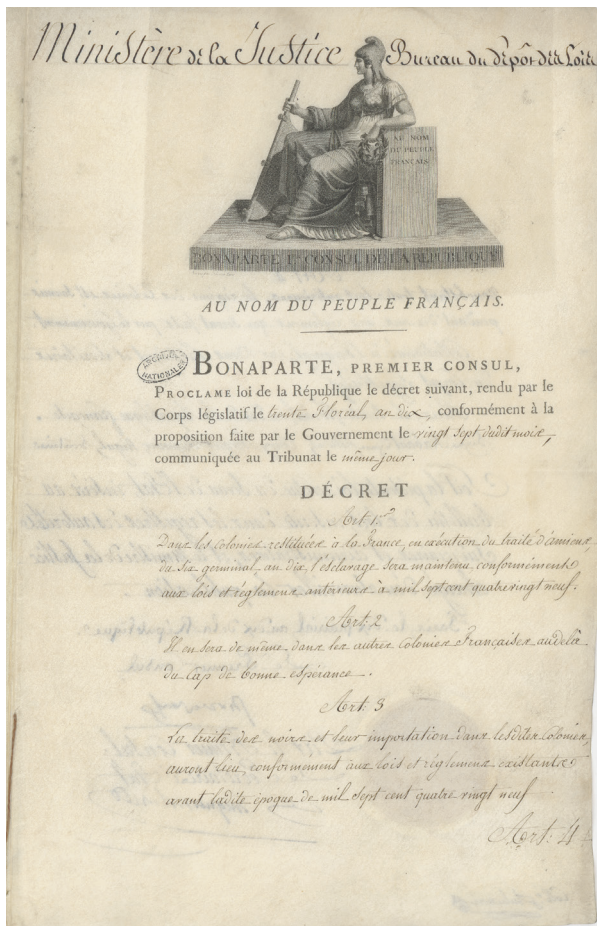 Ministère de la Justice Bureau du dépôt des Lois
AU NOM
DU PEUPLE
FRANÇAIS
BONAPARTE Ier CONSUL DE LA REPUBLIQUE
AU NOM DU PEUPLE FRANÇAIS.
ARCHIVES
NATIONALES
BONAPARTE, PREMIER CONSUL,
PROCLAME loi de la République le décret suivant, rendu par le
Corps législatif le trente Floréal, an dix, conformément à la
proposition faite par le Gouvernement le vingt sept dudit mois,
communiquée au Tribunat le même jour.
DÉCRET
Art. 1er
Dans les colonies restituées à la France, en exécution du traité d'amiens,
du six germinal, an dix, l'esclavage sera maintenu conformément
aux lois et réglemens antérieurs à mil sept cent quatre vingt neuf.
Art: 2
Il en sera de même dans les autres colonies Françaises au delà
du Cap de bonne espérance.
Art: 3
La traite des noirs et leur importation dans lesdites Colonies,
auront lieu, conformément aux lois et réglemens existants
avant ladite époque de mil sept cent quatre vingt neuf
Art: 4